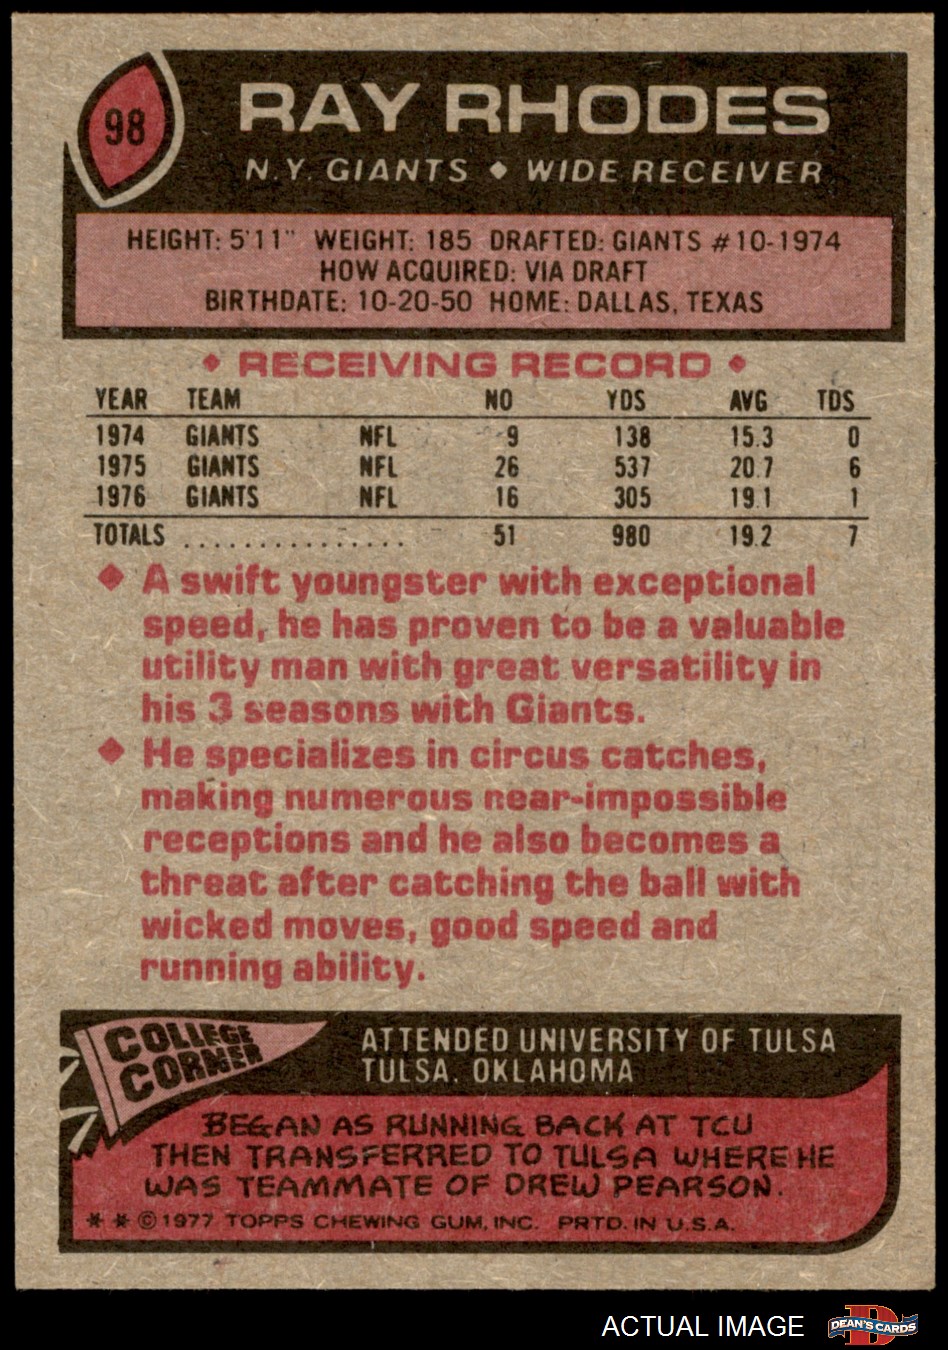 98
RAY RHODES
N.Y. GIANTS ♦ WIDE RECEIVER
HEIGHT: 5'11" WEIGHT: 185 DRAFTED: GIANTS #10-1974
HOW ACQUIRED: VIA DRAFT
BIRTHDATE: 10-20-50 HOME: DALLAS, TEXAS
♦ RECEIVING RECORD ♦
YEAR TEAM NO YDS AVG TDS
1974 GIANTS NFL 9 138 15.3 0
1975 GIANTS NFL 26 537 20.7 6
1976 GIANTS NFL 16 305 19.1 1
TOTALS ............... 51 980 19.2 7
♦ A swift youngster with exceptional
speed, he has proven to be a valuable
utility man with great versatility in
his 3 seasons with Giants.
♦ He specializes in circus catches,
making numerous near-impossible
receptions and he also becomes a
threat after catching the ball with
wicked moves, good speed and
running ability.
COLLEGE
CORNER
ATTENDED UNIVERSITY OF TULSA
TULSA, OKLAHOMA
BEGAN AS RUNNING BACK AT TCU
THEN TRANSFERRED TO TULSA WHERE HE
WAS TEAMMATE OF DREW PEARSON.
* * © 1977 TOPPS CHEWING GUM, INC. PRTD. IN U.S.A.
ACTUAL IMAGE
D
DEAN'S CARDS